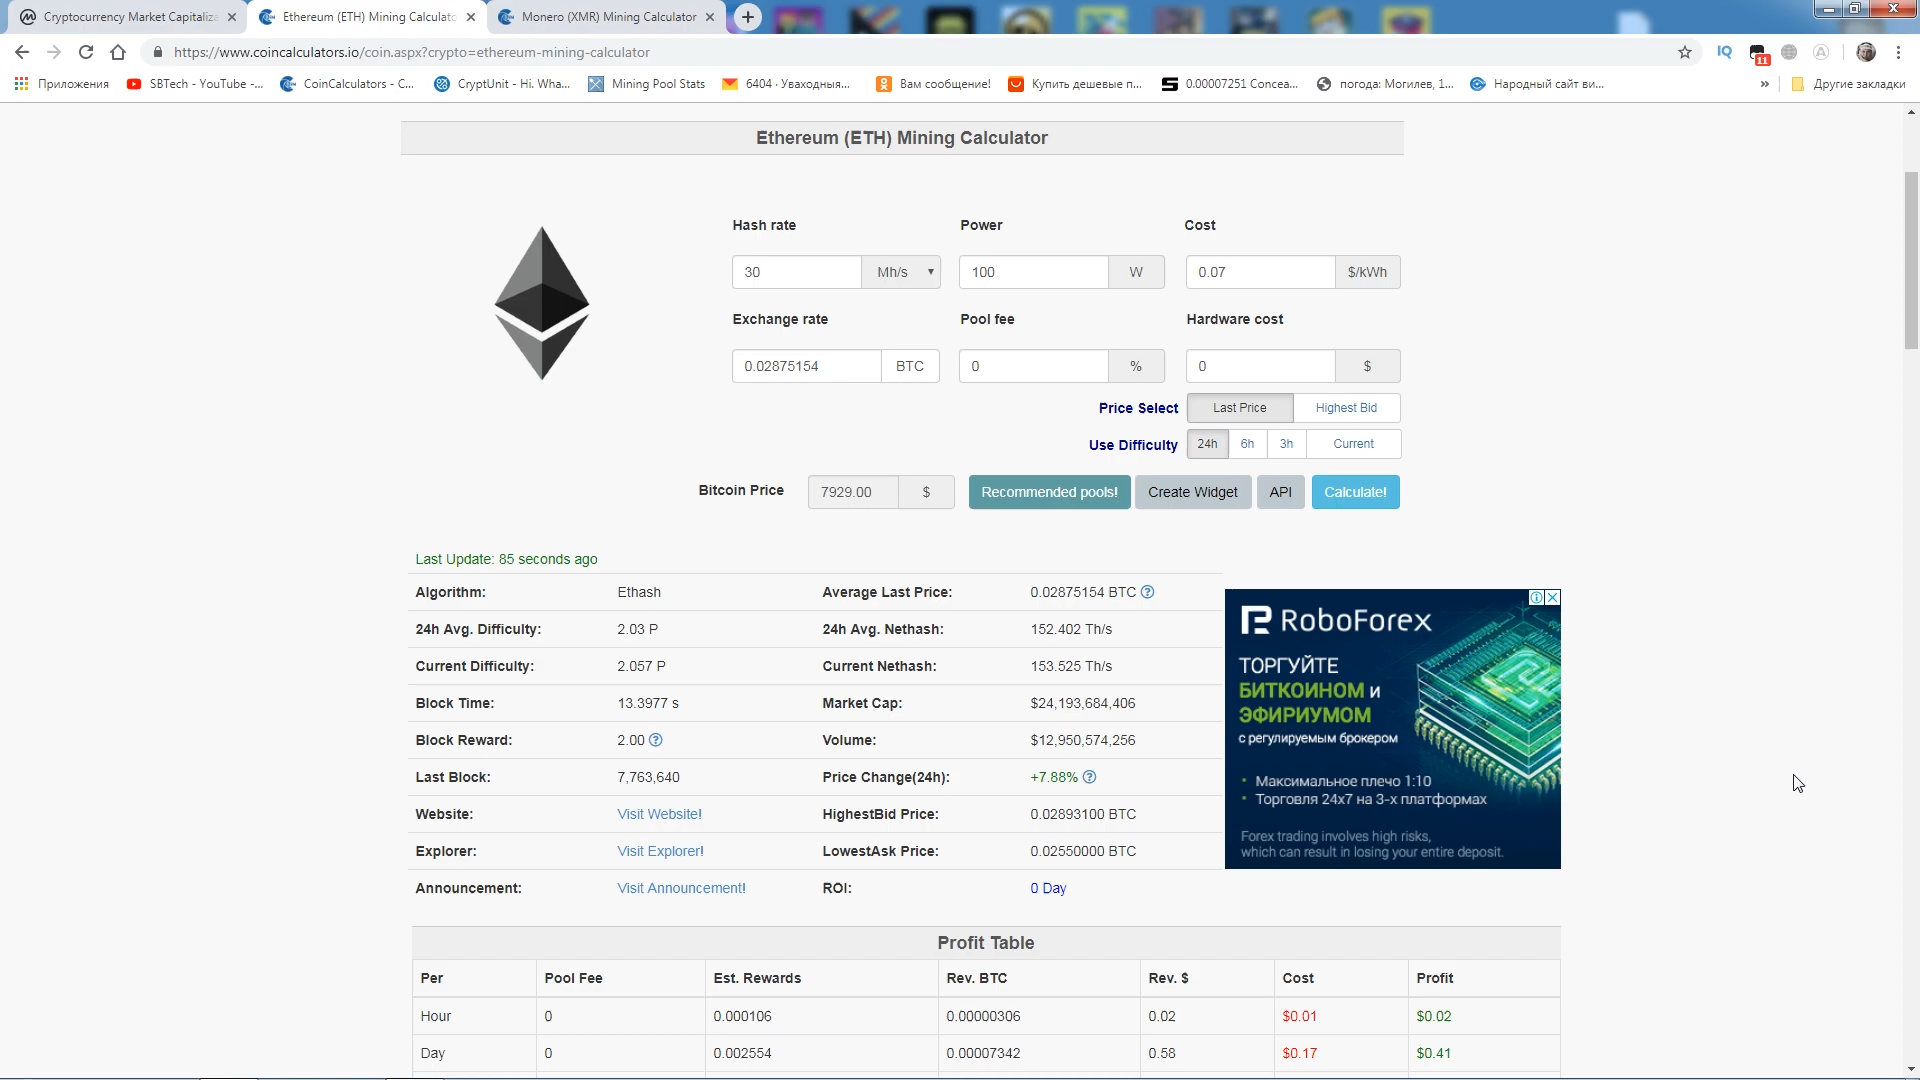 Cryptocurrency Market Capitaliza
Ethereum (ETH) Mining Calculato
Monero (XMR) Mining Calculator
https://www.coincalculators.io/coin.aspx?crypto=ethereum-mining-calculator
IQ
11
Приложения
SBTech - YouTube -...
CoinCalculators - C...
CryptUnit - Hi. Wha...
Mining Pool Stats
6404 · Уваходныя...
Вам сообщение!
Купить дешевые п...
0.00007251 Concea...
погода: Могилев, 1...
Народный сайт ви...
»
Другие закладки
Ethereum (ETH) Mining Calculator
Hash rate Power Cost
30 Mh/s 100 W 0.07 $/kWh
Exchange rate Pool fee Hardware cost
0.02875154 BTC 0 % 0 $
Price Select Last Price Highest Bid
Use Difficulty 24h 6h 3h Current
Bitcoin Price 7929.00 $ Recommended pools! Create Widget API Calculate!
Last Update: 85 seconds ago
Algorithm: Ethash Average Last Price: 0.02875154 BTC ?
24h Avg. Difficulty: 2.03 P 24h Avg. Nethash: 152.402 Th/s
Current Difficulty: 2.057 P Current Nethash: 153.525 Th/s
Block Time: 13.3977 s Market Cap: $24,193,684,406
Block Reward: 2.00 ? Volume: $12,950,574,256
Last Block: 7,763,640 Price Change(24h): +7.88% ?
Website: Visit Website! HighestBid Price: 0.02893100 BTC
Explorer: Visit Explorer! LowestAsk Price: 0.02550000 BTC
Announcement: Visit Announcement! ROI: 0 Day
RoboForex
ТОРГУЙТЕ
БИТКОИНОМ и
ЭФИРИУМОМ
с регулируемым брокером
• Максимальное плечо 1:10
• Торговля 24x7 на 3-х платформах
Forex trading involves high risks,
which can result in losing your entire deposit.
Profit Table
Per Pool Fee Est. Rewards Rev. BTC Rev. $ Cost Profit
Hour 0 0.000106 0.00000306 0.02 $0.01 $0.02
Day 0 0.002554 0.00007342 0.58 $0.17 $0.41